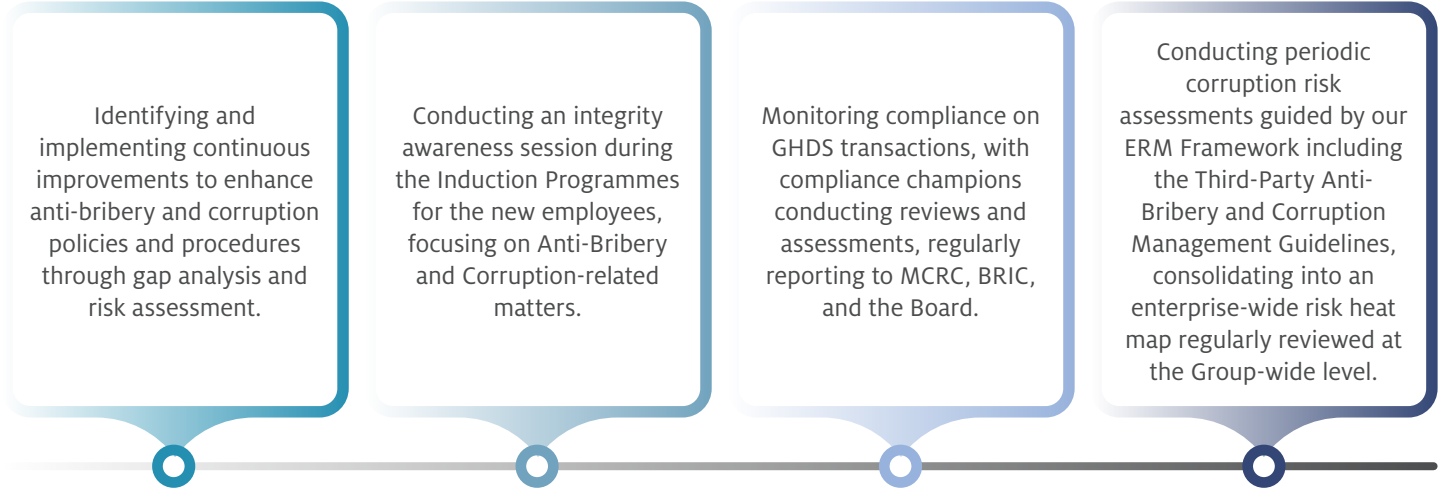 Identifying and
implementing continuous
improvements to enhance
anti-bribery and corruption
policies and procedures
through gap analysis and
risk assessment.
Conducting an integrity
awareness session during
the Induction Programmes
for the new employees,
focusing on Anti-Bribery
and Corruption-related
matters.
Monitoring compliance on
GHDS transactions, with
compliance champions
conducting reviews and
assessments, regularly
reporting to MCRC, BRIC,
and the Board.
Conducting periodic
corruption risk
assessments guided by our
ERM Framework including
the Third-Party Anti-
Bribery and Corruption
Management Guidelines,
consolidating into an
enterprise-wide risk heat
map regularly reviewed at
the Group-wide level.